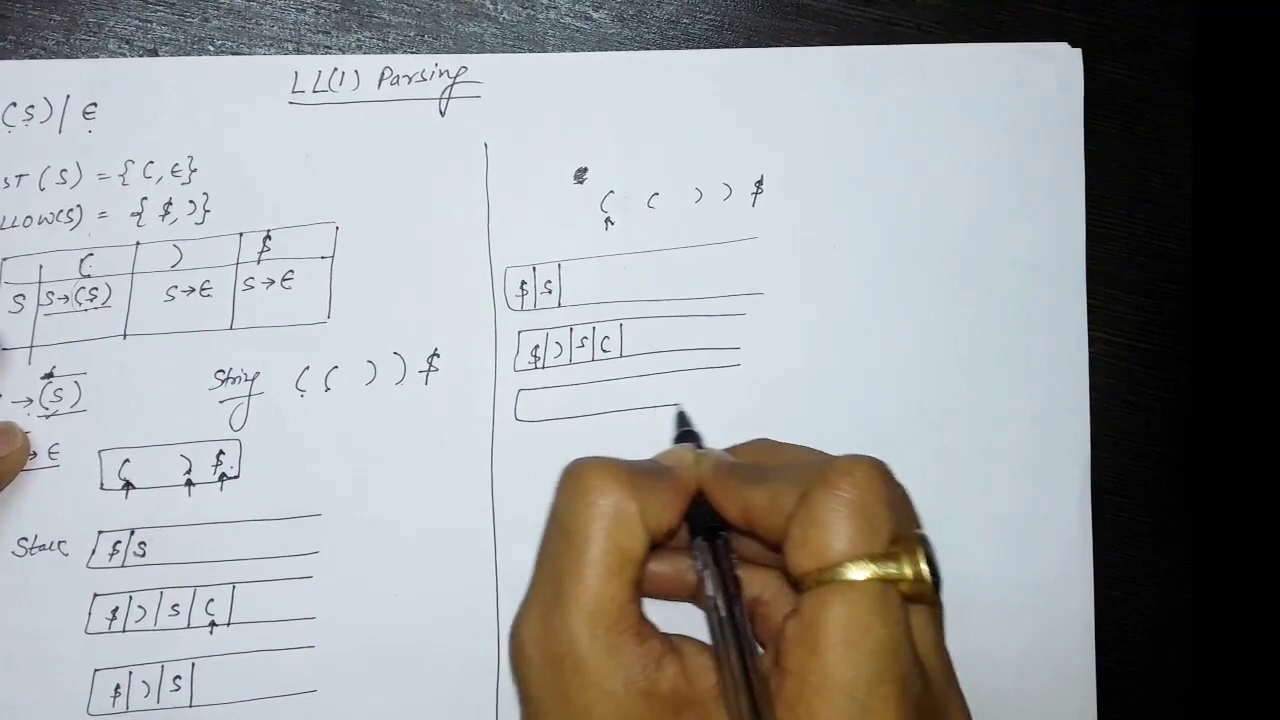 LL(1) Parsing
(S) / ε
ST (S) = { (, ε }
LLOW(S) = { $, ) }
( ) $
S S→(S) S→ε S→ε
→ (S)
→ ε
String ( ( ) ) $
( ) $
Stack $ | S
$ | ) | S | (
$ | ) | S
( ( ) ) $
$ | S
$ | ) | S | (